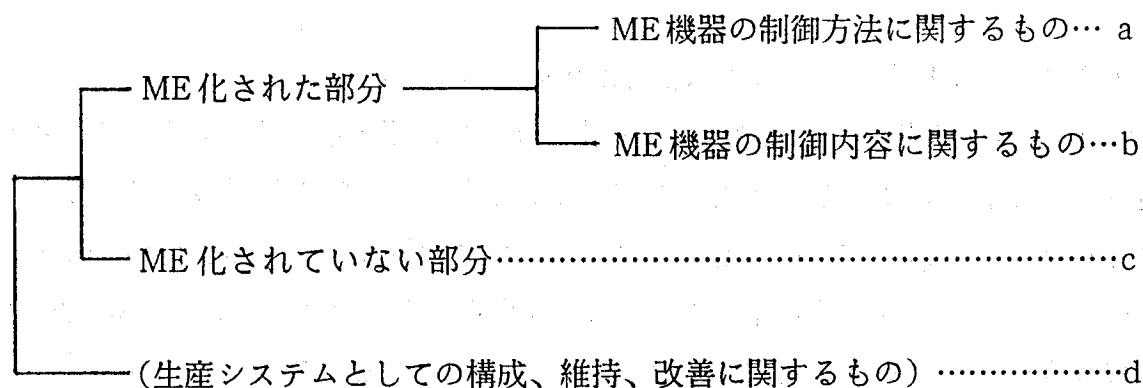 ME機器の制御方法に関するもの… a
ME化された部分
ME機器の制御内容に関するもの…b
ME化されていない部分……………………………………………………c
(生産システムとしての構成、維持、改善に関するもの) ………………d